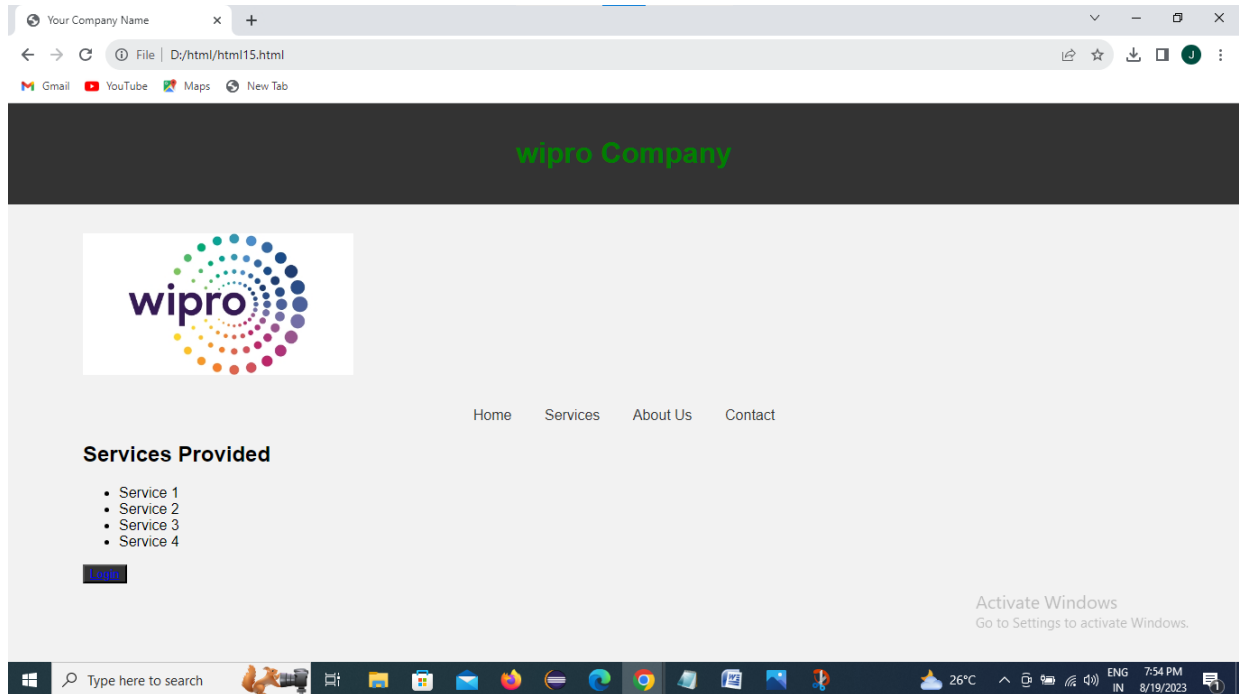 Your Company Name
File D:/html/html15.html
J
Gmail YouTube Maps New Tab
wipro Company
wipro
Home Services About Us Contact
Services Provided
Service 1
Service 2
Service 3
Service 4
Login
Activate Windows
Go to Settings to activate Windows.
Type here to search
26°C
ENG
IN
7:54 PM
8/19/2023